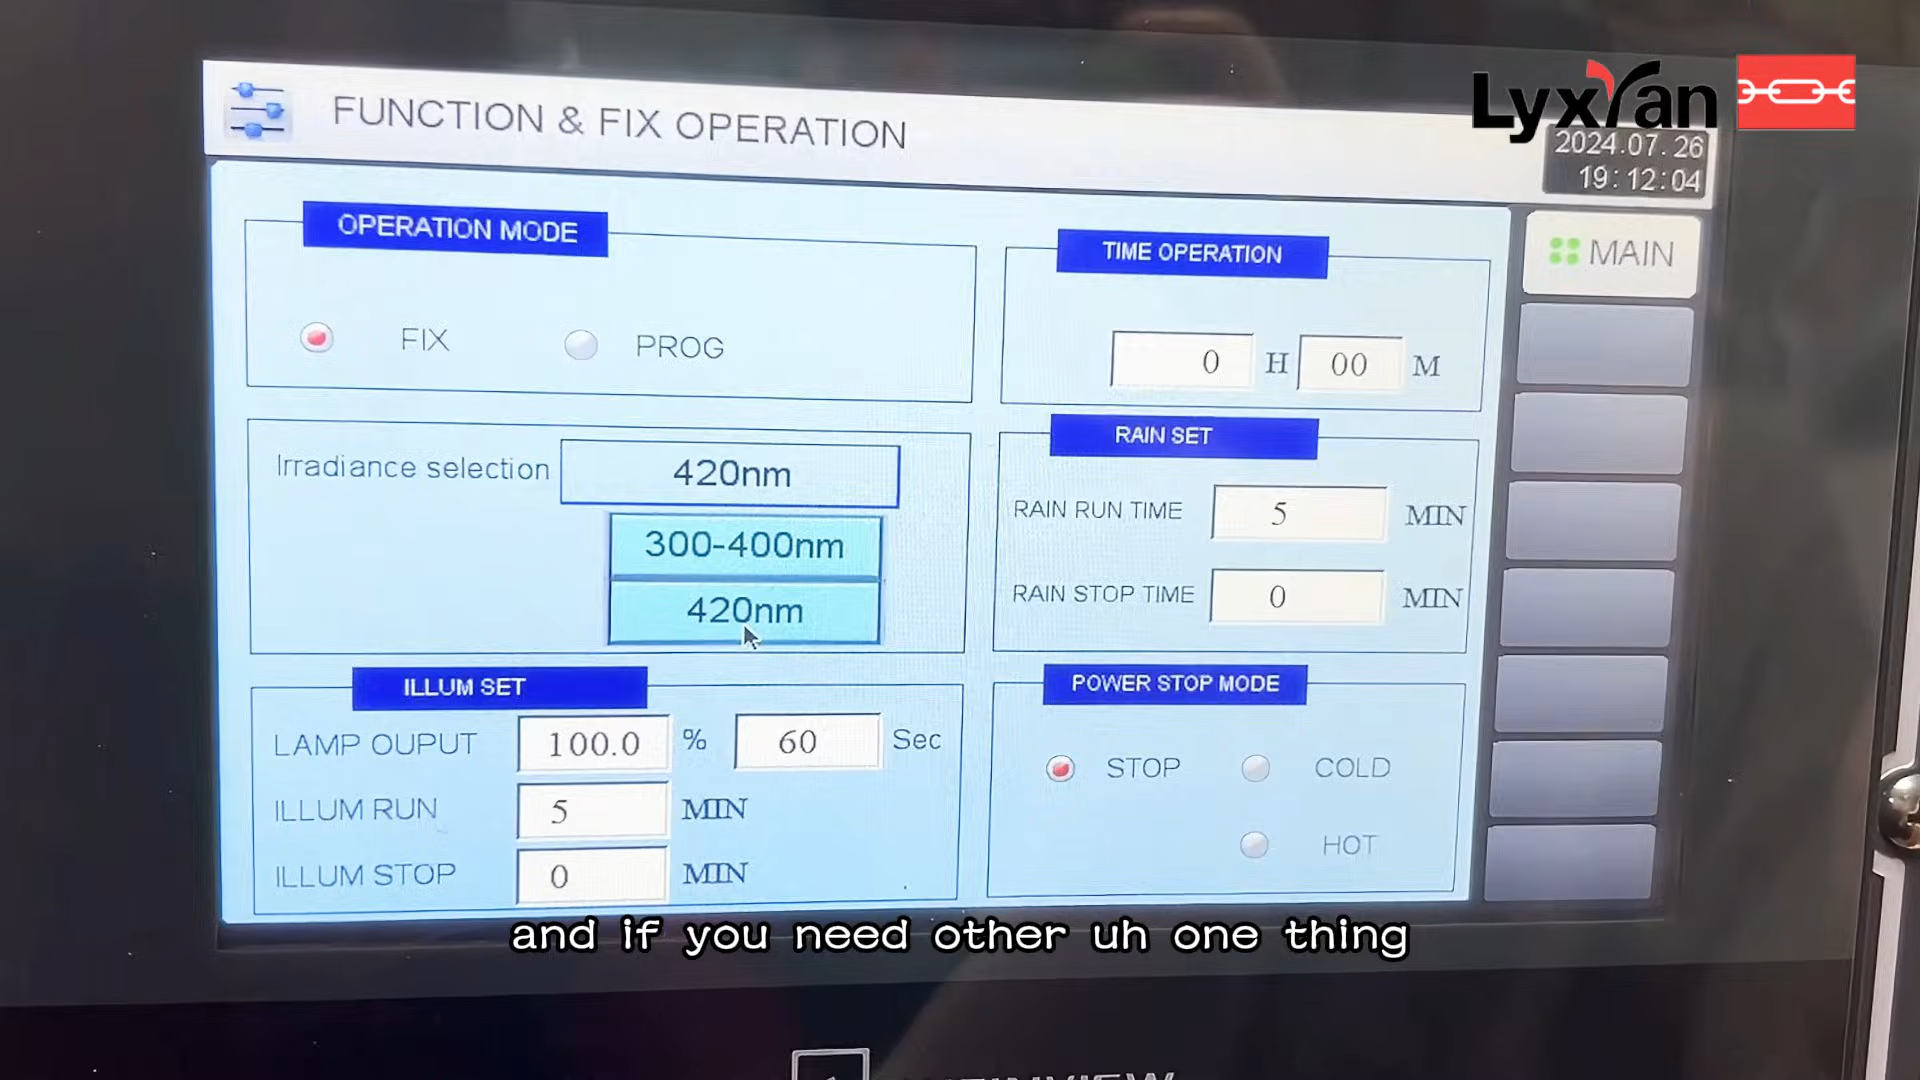 LyxYan
FUNCTION & FIX OPERATION
2024.07.26
19:12:04
MAIN
OPERATION MODE
FIX PROG
TIME OPERATION
0 H 00 M
Irradiance selection 420nm
300-400nm
420nm
RAIN SET
RAIN RUN TIME 5 MIN
RAIN STOP TIME 0 MIN
ILLUM SET
LAMP OUPUT 100.0 % 60 Sec
ILLUM RUN 5 MIN
ILLUM STOP 0 MIN
POWER STOP MODE
STOP COLD
HOT
and if you need other uh one thing